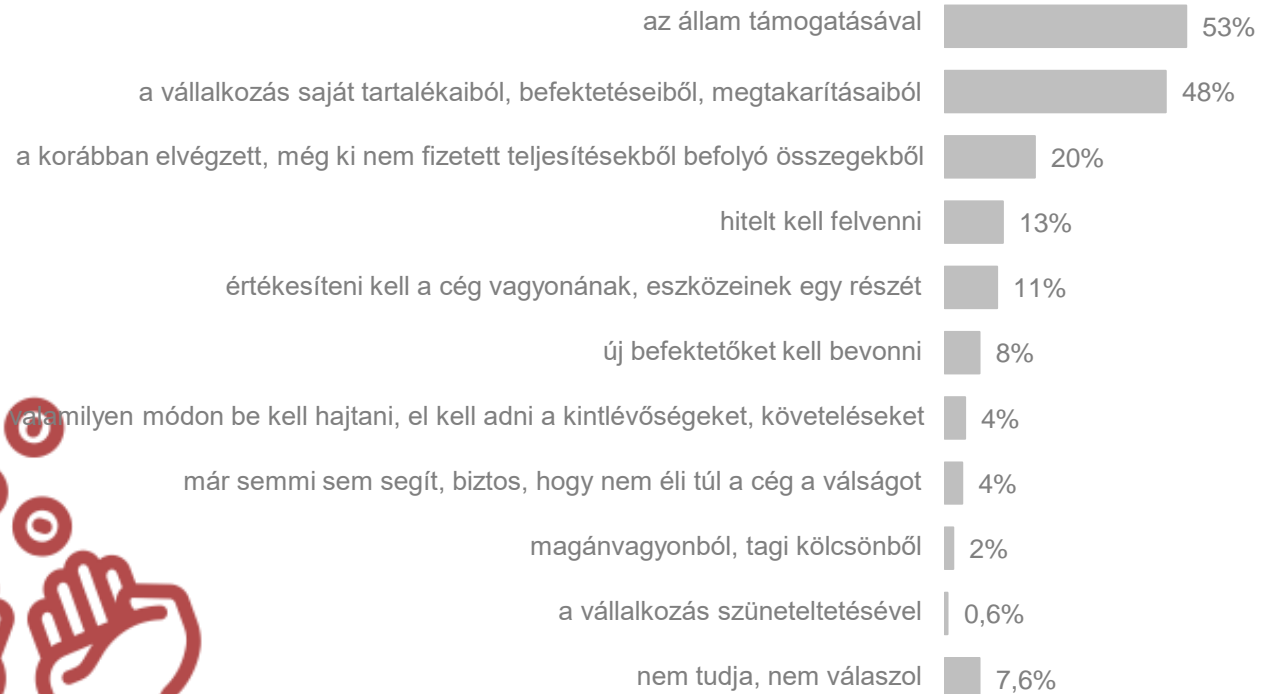 az állam támogatásával 53%
a vállalkozás saját tartalékaiból, befektetéseiből, megtakarításaiból 48%
a korábban elvégzett, még ki nem fizetett teljesítésekből befolyó összegekből 20%
hitelt kell felvenni 13%
értékesíteni kell a cég vagyonának, eszközeinek egy részét 11%
új befektetőket kell bevonni 8%
valamilyen módon be kell hajtani, el kell adni a kintlévőségeket, követeléseket 4%
már semmi sem segít, biztos, hogy nem éli túl a cég a válságot 4%
magánvagyonból, tagi kölcsönből 2%
a vállalkozás szüneteltetésével 0,6%
nem tudja, nem válaszol 7,6%